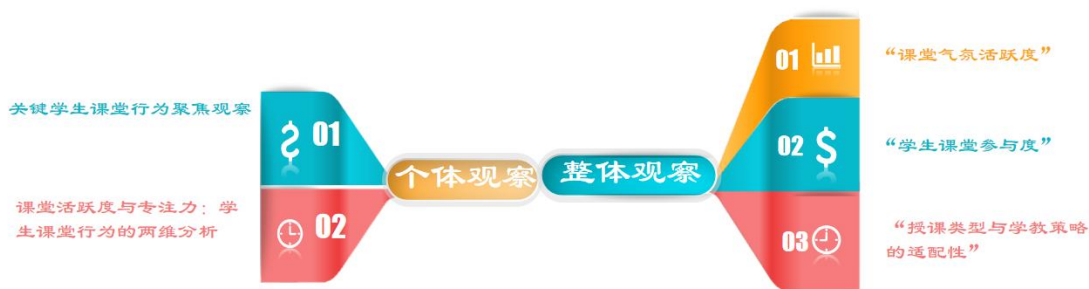 关键学生课堂行为聚焦观察
01
课堂活跃度与专注力：学
生课堂行为的两维分析
02
个体观察
整体观察
01
“课堂气氛活跃度”
02
“学生课堂参与度”
03
“授课类型与学教策略
的适配性”